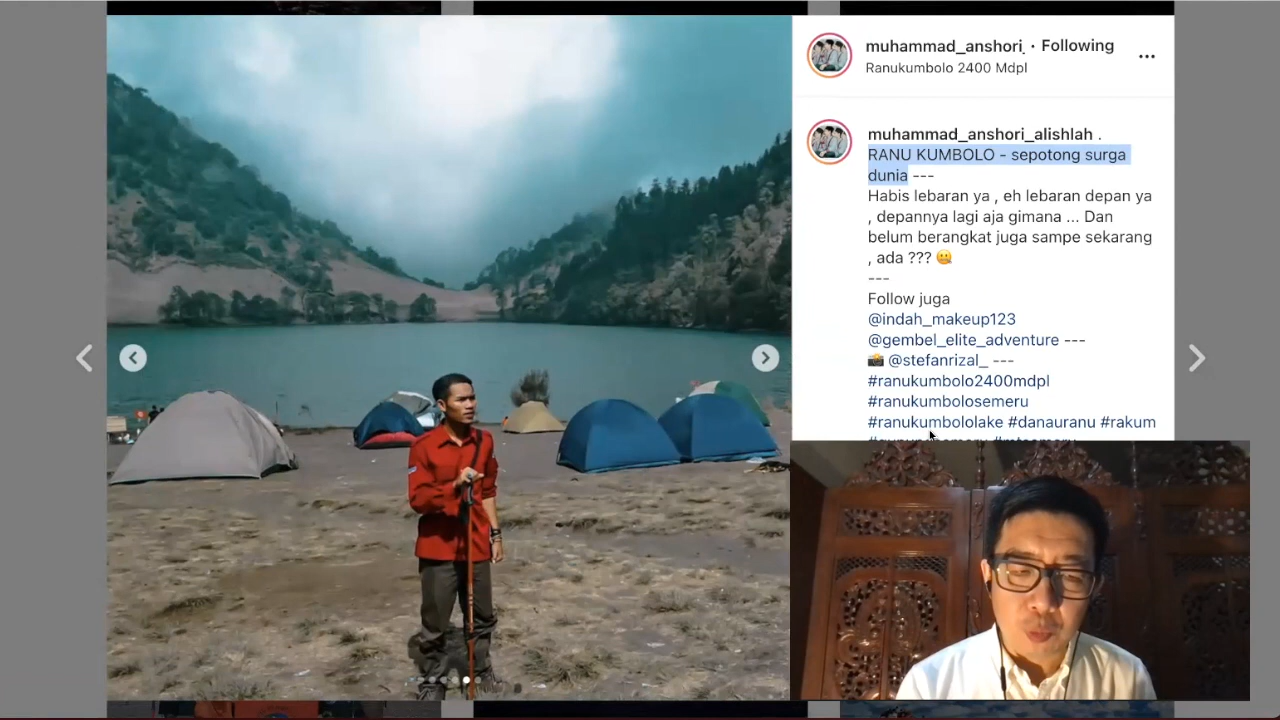 muhammad_anshori_ • Following
Ranukumbolo 2400 Mdpl
muhammad_anshori_alishlah .
RANU KUMBOLO - sepotong surga
dunia ---
Habis lebaran ya , eh lebaran depan ya
, depannya lagi aja gimana ... Dan
belum berangkat juga sampe sekarang
, ada ??? 🤐
---
Follow juga
@indah_makeup123
@gembel_elite_adventure ---
📸 @stefanrizal_ ---
#ranukumbolo2400mdpl
#ranukumbolosemeru
#ranukumbololake #danauranu #rakum